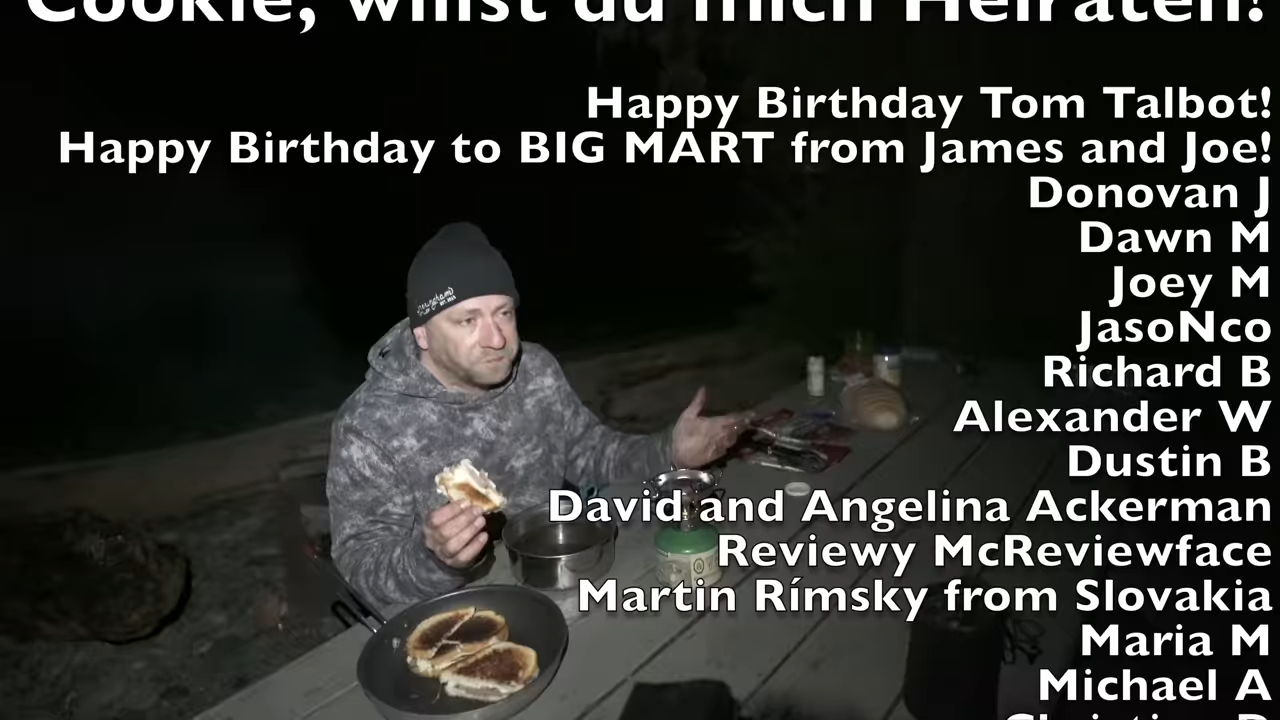 Cookie, willst du mich Heiraten?
Happy Birthday Tom Talbot!
Happy Birthday to BIG MART from James and Joe!
Donovan J
Dawn M
Joey M
JasoNco
Richard B
Alexander W
Dustin B
David and Angelina Ackerman
Reviewy McReviewface
Martin Rímsky from Slovakia
Maria M
Michael A